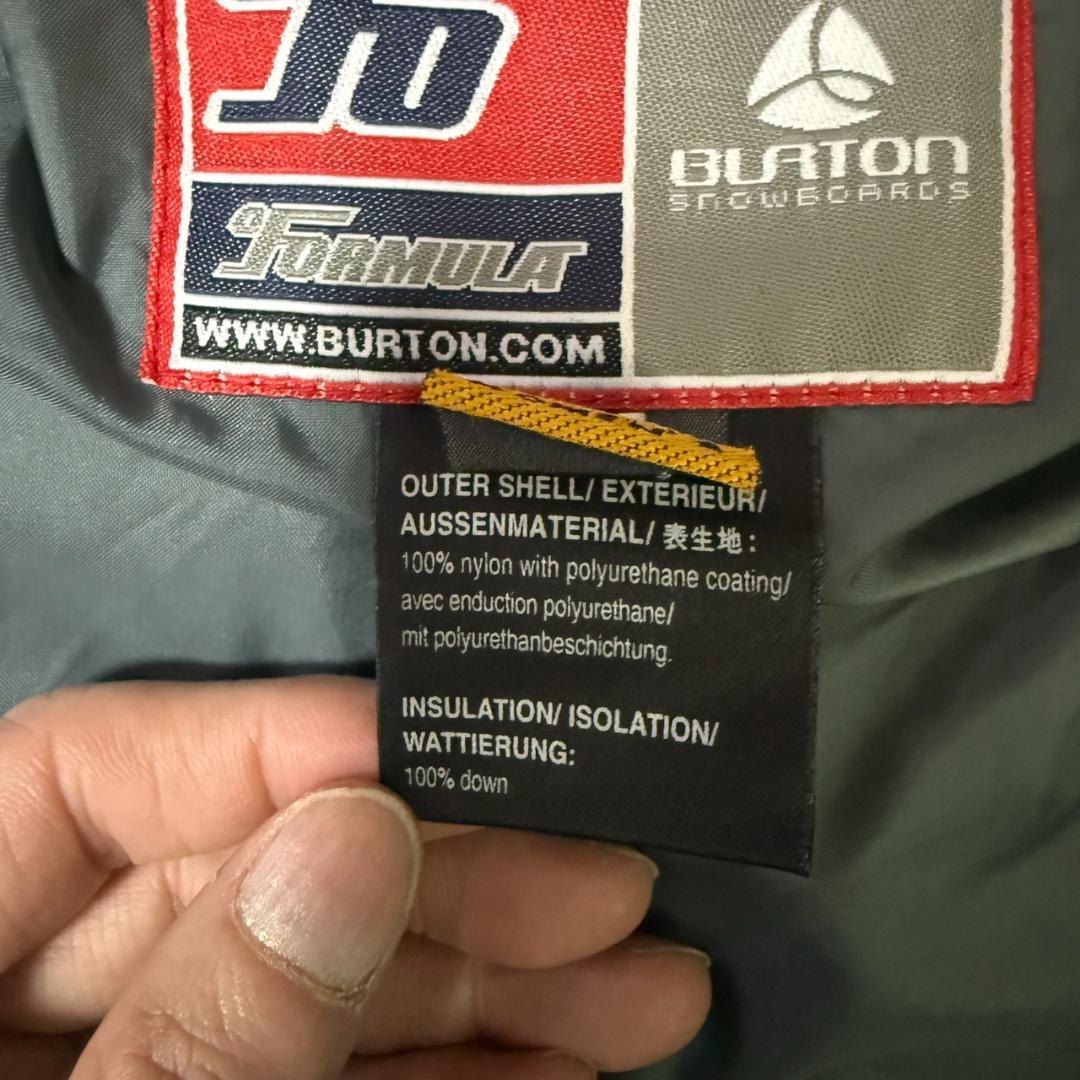 FORMULA
WWW.BURTON.COM
BURTON
SNOWBOARDS
OUTER SHELL/ EXTERIEUR/
AUSSENMATERIAL/ 表生地:
100% nylon with polyurethane coating/
avec enduction polyurethane/
mit polyurethanbeschichtung.
INSULATION/ ISOLATION/
WATTIERUNG:
100% down